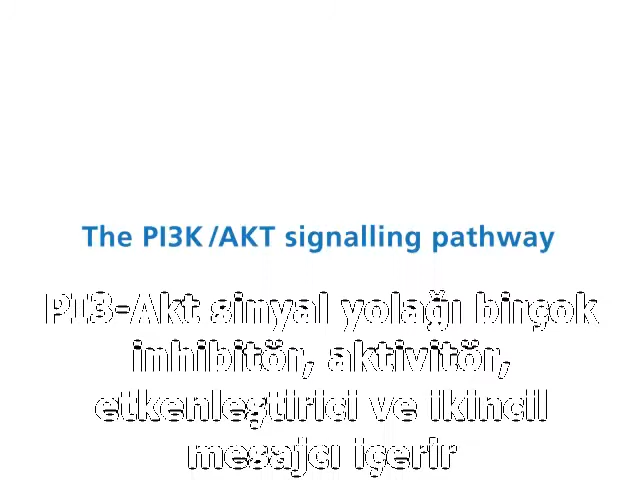 The PI3K/AKT signalling pathway
PI3-Akt sinyal yolağı birçok
inhibitör, aktivitör,
etkenleştirici ve ikincil
mesajcı içerir